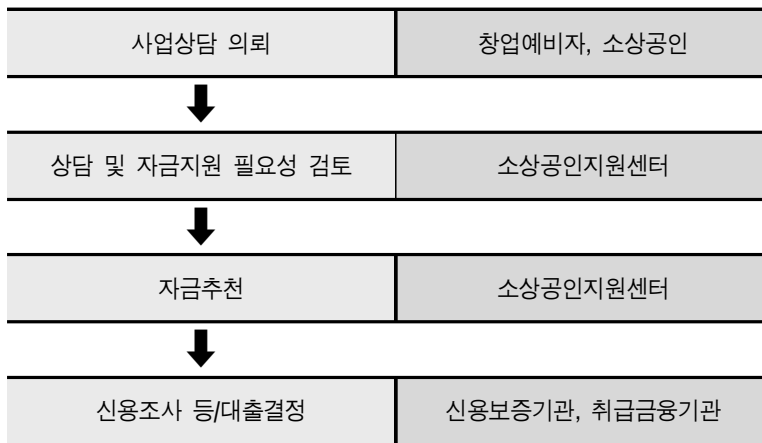 사업상담 의뢰 창업예비자, 소상공인
상담 및 자금지원 필요성 검토 소상공인지원센터
자금추천 소상공인지원센터
신용조사 등/대출결정 신용보증기관, 취급금융기관